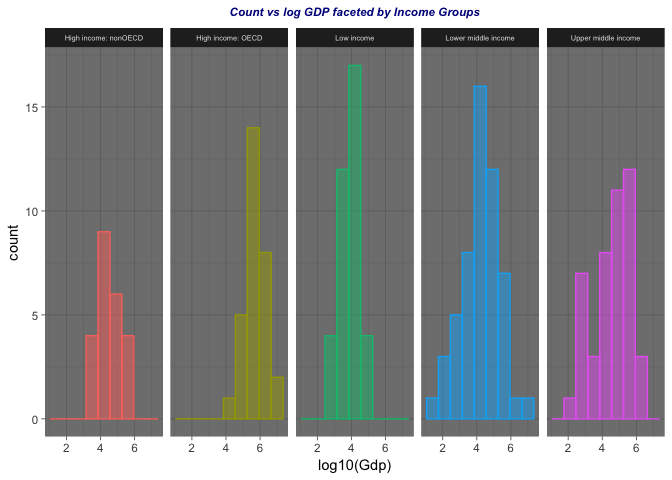 Count vs log GDP faceted by Income Groups
High income: nonOECD
High income: OECD
Low income
Lower middle income
Upper middle income
count
15
10
5
0
2 4 6
2 4 6
2 4 6
2 4 6
2 4 6
log10(Gdp)